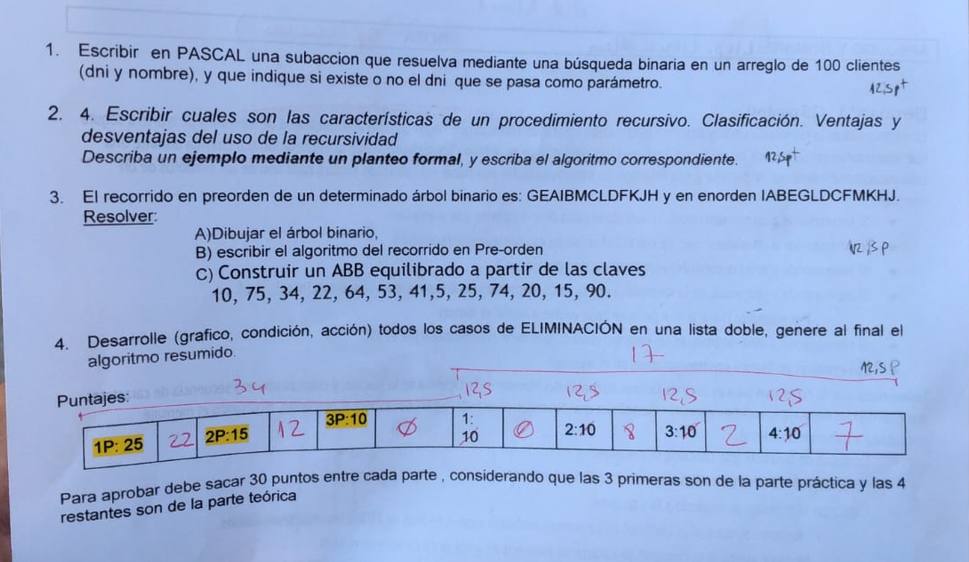 1. Escribir en PASCAL una subaccion que resuelva mediante una búsqueda binaria en un arreglo de 100 clientes
(dni y nombre), y que indique si existe o no el dni que se pasa como parámetro.
12,5pt
2. 4. Escribir cuales son las características de un procedimiento recursivo. Clasificación. Ventajas y
desventajas del uso de la recursividad
Describa un ejemplo mediante un planteo formal, y escriba el algoritmo correspondiente. 12,5pt
3. El recorrido en preorden de un determinado árbol binario es: GEAIBMCLDFKJH y en enorden IABEGLDCFMKHJ.
Resolver:
A)Dibujar el árbol binario,
B) escribir el algoritmo del recorrido en Pre-orden 12,5p
C) Construir un ABB equilibrado a partir de las claves
10, 75, 34, 22, 64, 53, 41,5, 25, 74, 20, 15, 90.
4. Desarrolle (grafico, condición, acción) todos los casos de ELIMINACIÓN en una lista doble, genere al final el
algoritmo resumido.
17
12,5p
Puntajes: 34 12,5 12,5 12,5 12,5
1P: 25 22 2P:15 12 3P:10 0 1: 10 0 2:10 8 3:10 2 4:10 7
Para aprobar debe sacar 30 puntos entre cada parte , considerando que las 3 primeras son de la parte práctica y las 4
restantes son de la parte teórica